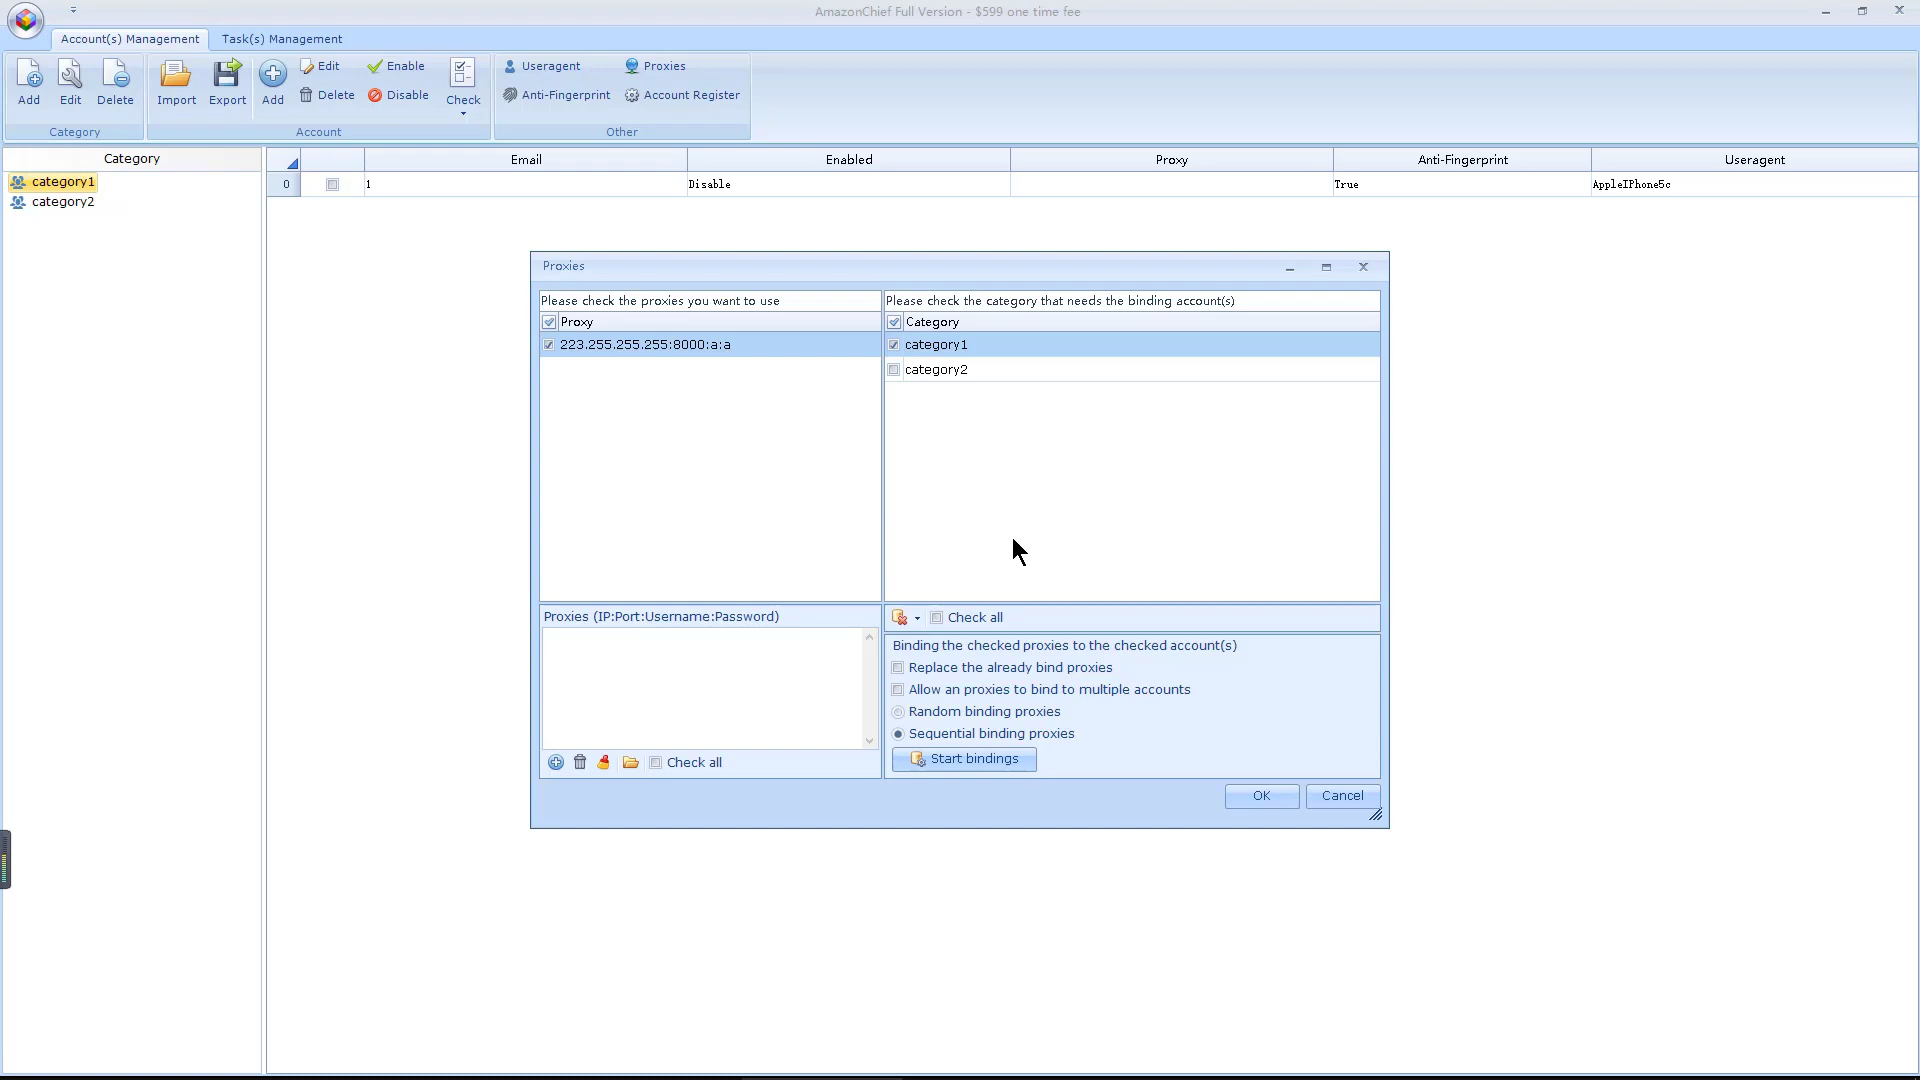 AmazonChief Full Version - $599 one time fee
Account(s) Management
Task(s) Management
Add
Edit
Delete
Category
Import
Export
Add
Edit
Delete
Enable
Disable
Check
Account
Useragent
Anti-Fingerprint
Proxies
Account Register
Other
Category
category1
category2
Email
Enabled
Proxy
Anti-Fingerprint
Useragent
0
1
Disable
True
AppleIPhone5c
Proxies
Please check the proxies you want to use
Proxy
223.255.255.255:8000:a:a
Please check the category that needs the binding account(s)
Category
category1
category2
Proxies (IP:Port:Username:Password)
Check all
Check all
Binding the checked proxies to the checked account(s)
Replace the already bind proxies
Allow an proxies to bind to multiple accounts
Random binding proxies
Sequential binding proxies
Start bindings
OK
Cancel